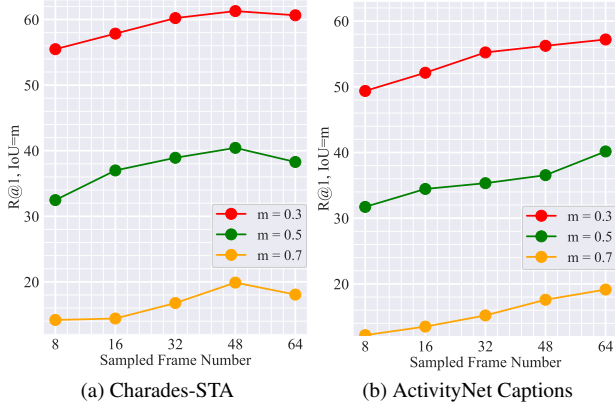 60
50
40
30
20
R@1, IoU=m
m = 0.3
m = 0.5
m = 0.7
8 16 32 48 64
Sampled Frame Number
(a) Charades-STA
60
50
40
30
20
R@1, IoU=m
m = 0.3
m = 0.5
m = 0.7
8 16 32 48 64
Sampled Frame Number
(b) ActivityNet Captions